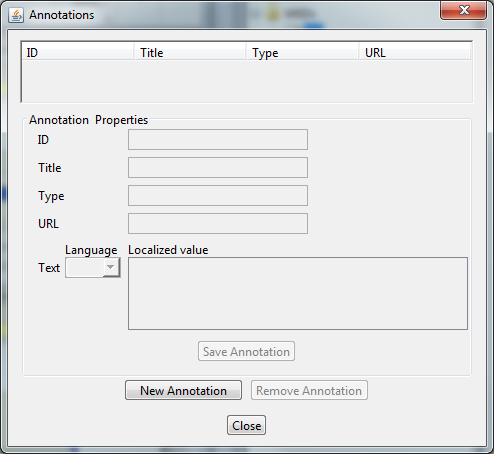 Annotations
ID Title Type URL
Annotation Properties
ID
Title
Type
URL
Language Localized value
Text
Save Annotation
New Annotation Remove Annotation
Close